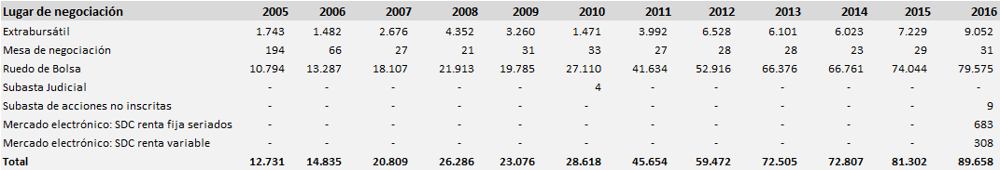 Lugar de negociación 2005 2006 2007 2008 2009 2010 2011 2012 2013 2014 2015 2016
Extrabursátil 1.743 1.482 2.676 4.352 3.260 1.471 3.992 6.528 6.101 6.023 7.229 9.052
Mesa de negociación 194 66 27 21 31 33 27 28 28 23 29 31
Ruedo de Bolsa 10.794 13.287 18.107 21.913 19.785 27.110 41.634 52.916 66.376 66.761 74.044 79.575
Subasta Judicial - - - - - 4 - - - - - -
Subasta de acciones no inscritas - - - - - - - - - - - 9
Mercado electrónico: SDC renta fija seriados - - - - - - - - - - - 683
Mercado electrónico: SDC renta variable - - - - - - - - - - - 308
Total 12.731 14.835 20.809 26.286 23.076 28.618 45.654 59.472 72.505 72.807 81.302 89.658